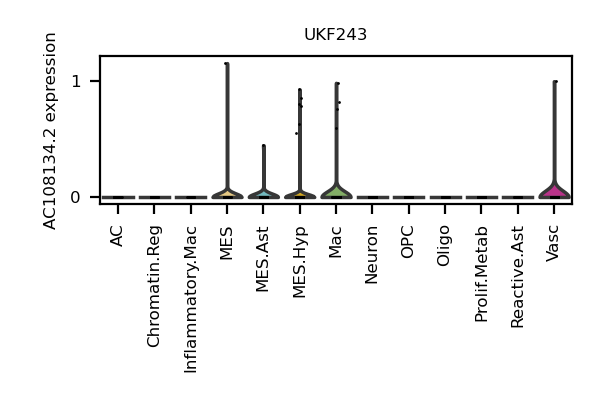 UKF243
AC108134.2 expression
1
0
AC
Chromatin.Reg
Inflammatory.Mac
MES
MES.Ast
MES.Hyp
Mac
Neuron
OPC
Oligo
Prolif.Metab
Reactive.Ast
Vasc